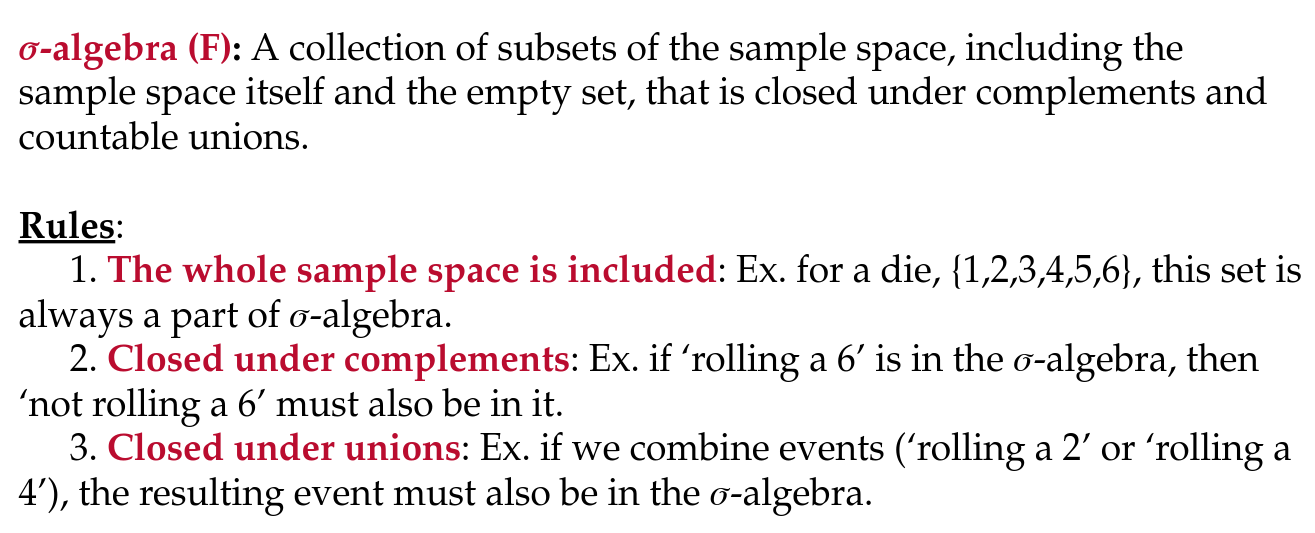 σ-algebra (F): A collection of subsets of the sample space, including the
sample space itself and the empty set, that is closed under complements and
countable unions.
Rules:
1. The whole sample space is included: Ex. for a die, {1,2,3,4,5,6}, this set is
always a part of σ-algebra.
2. Closed under complements: Ex. if ‘rolling a 6’ is in the σ-algebra, then
‘not rolling a 6’ must also be in it.
3. Closed under unions: Ex. if we combine events (‘rolling a 2’ or ‘rolling a
4’), the resulting event must also be in the σ-algebra.